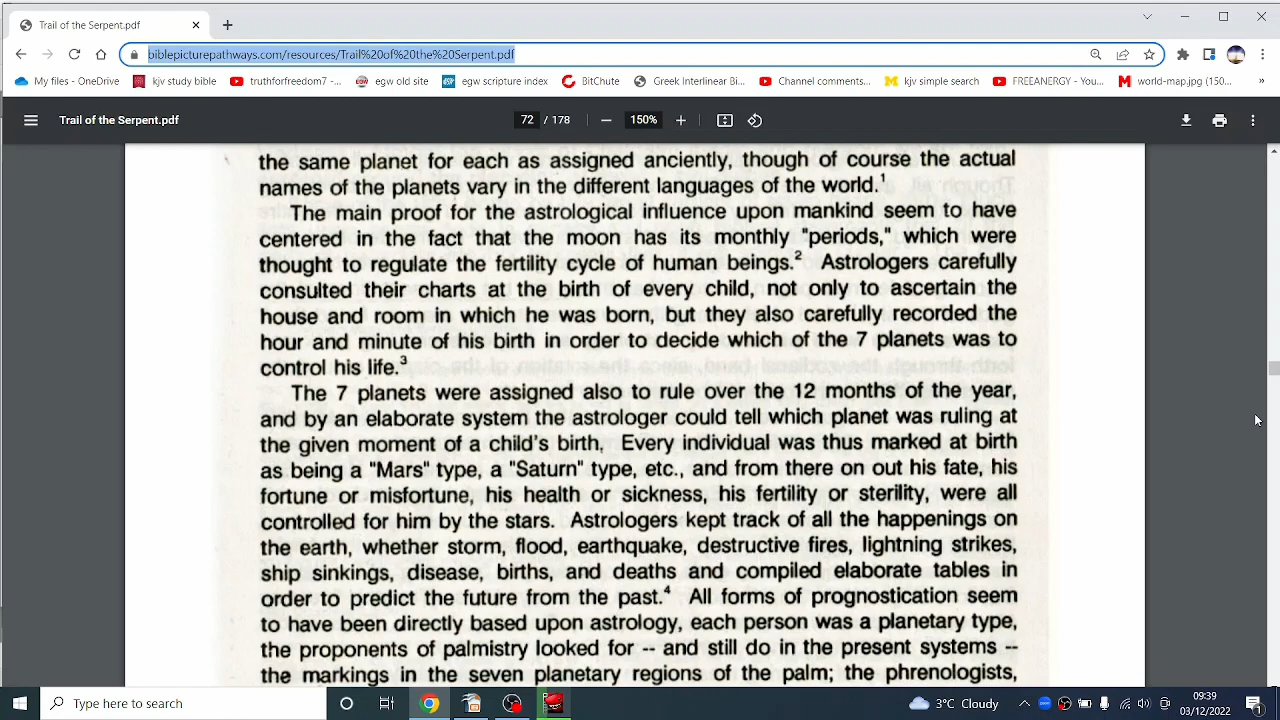 Trail of the Serpent.pdf
biblepicturepathways.com/resources/Trail%20of%20the%20Serpent.pdf
My files - OneDrive
kjv study bible
truthforfreedom7 -...
egw old site
egw scripture index
BitChute
Greek Interlinear Bi...
Channel comments...
kjv simple search
FREEANERGY - You...
world-map.jpg (150...
Trail of the Serpent.pdf
72 / 178
150%
the same planet for each as assigned anciently, though of course the actual
names of the planets vary in the different languages of the world.1
The main proof for the astrological influence upon mankind seem to have
centered in the fact that the moon has its monthly "periods," which were
thought to regulate the fertility cycle of human beings.2 Astrologers carefully
consulted their charts at the birth of every child, not only to ascertain the
house and room in which he was born, but they also carefully recorded the
hour and minute of his birth in order to decide which of the 7 planets was to
control his life.3
The 7 planets were assigned also to rule over the 12 months of the year,
and by an elaborate system the astrologer could tell which planet was ruling at
the given moment of a child's birth. Every individual was thus marked at birth
as being a "Mars" type, a "Saturn" type, etc., and from there on out his fate, his
fortune or misfortune, his health or sickness, his fertility or sterility, were all
controlled for him by the stars. Astrologers kept track of all the happenings on
the earth, whether storm, flood, earthquake, destructive fires, lightning strikes,
ship sinkings, disease, births, and deaths and compiled elaborate tables in
order to predict the future from the past.4 All forms of prognostication seem
to have been directly based upon astrology, each person was a planetary type,
the proponents of palmistry looked for -- and still do in the present systems --
the markings in the seven planetary regions of the palm; the phrenologists,
Type here to search
3°C Cloudy
09:39
03/12/2022